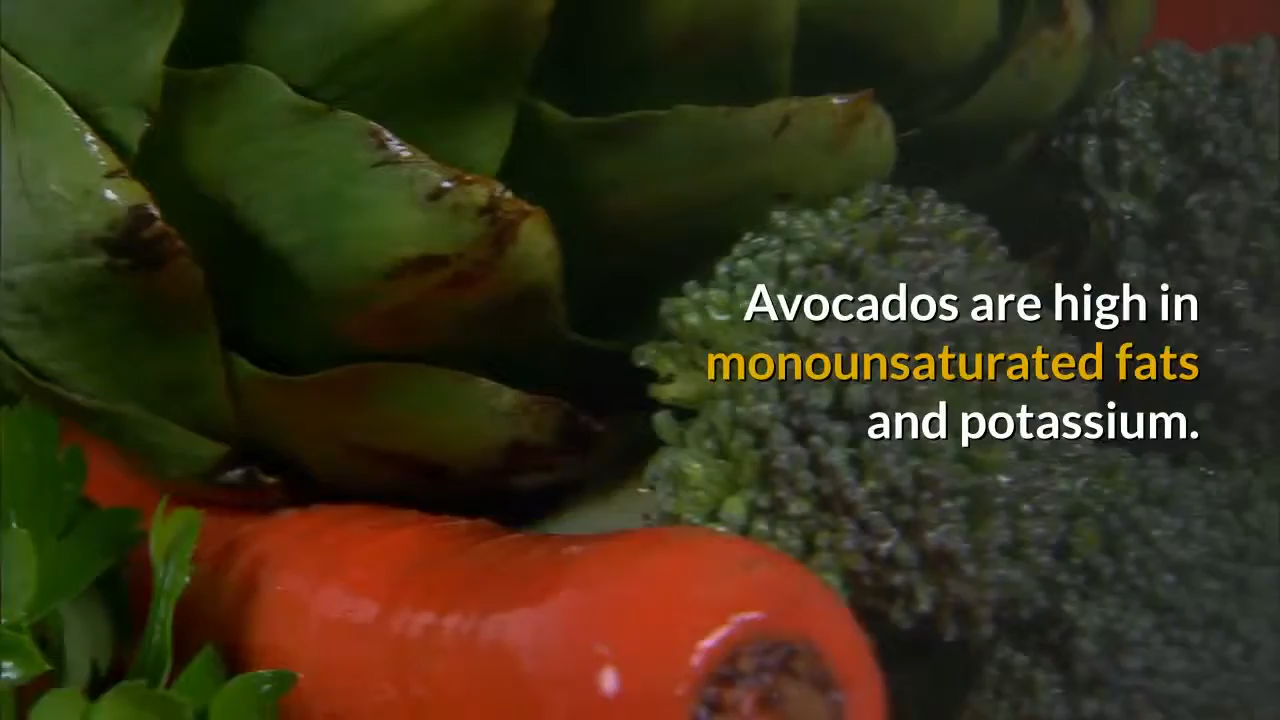 Avocados are high in
monounsaturated fats
and potassium.